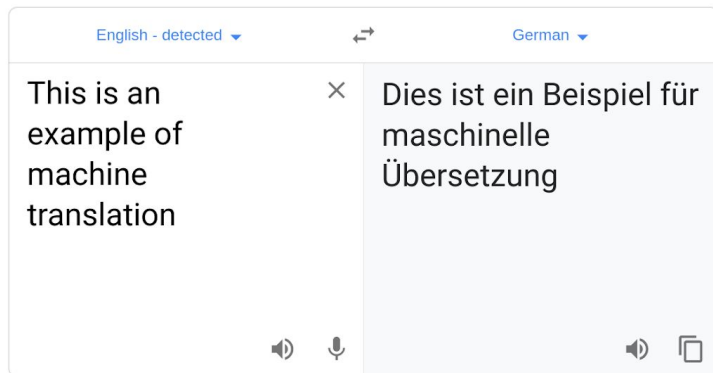 English - detected
German
This is an
example of
machine
translation
Dies ist ein Beispiel für
maschinelle
Übersetzung